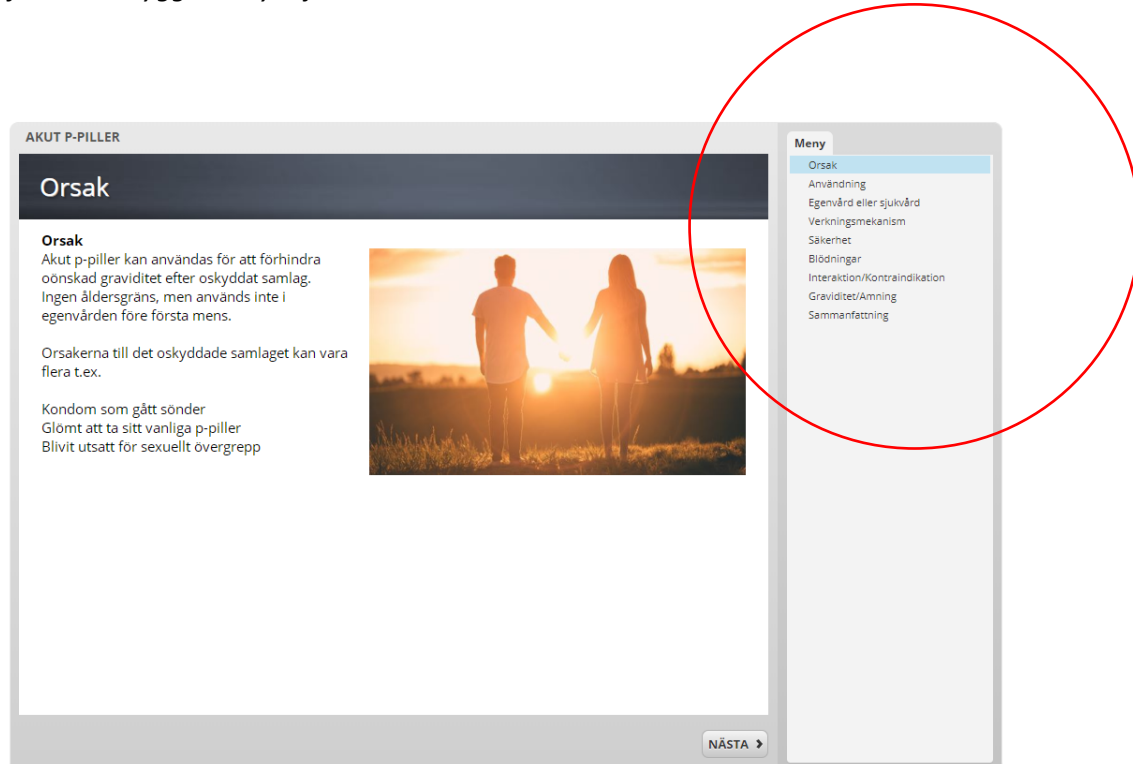 AKUT P-PILLER
Orsak
Orsak
Akut p-piller kan användas för att förhindra
oönskad graviditet efter oskyddat samlag.
Ingen åldersgräns, men används inte i
egenvården före första mens.
Orsakerna till det oskyddade samlaget kan vara
flera t.ex.
Kondom som gått sönder
Glömt att ta sitt vanliga p-piller
Blivit utsatt för sexuellt övergrepp
NÄSTA
Meny
Orsak
Användning
Egenvård eller sjukvård
Verkningsmekanism
Säkerhet
Blödningar
Interaktion/Kontraindikation
Graviditet/Amning
Sammanfattning